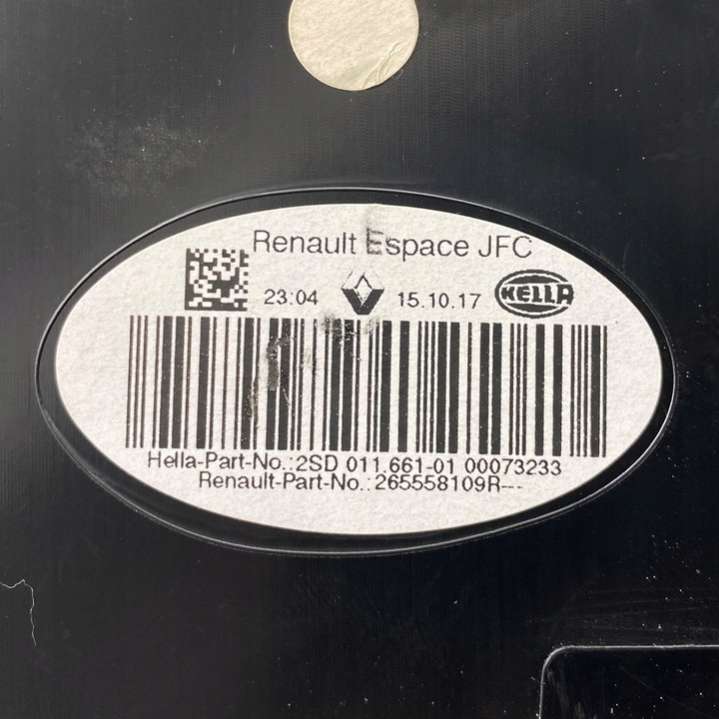 Renault Espace JFC
23:04 15.10.17 HELLA
Hella-Part-No.:2SD 011.661-01 00073233
Renault-Part-No.:265558109R---